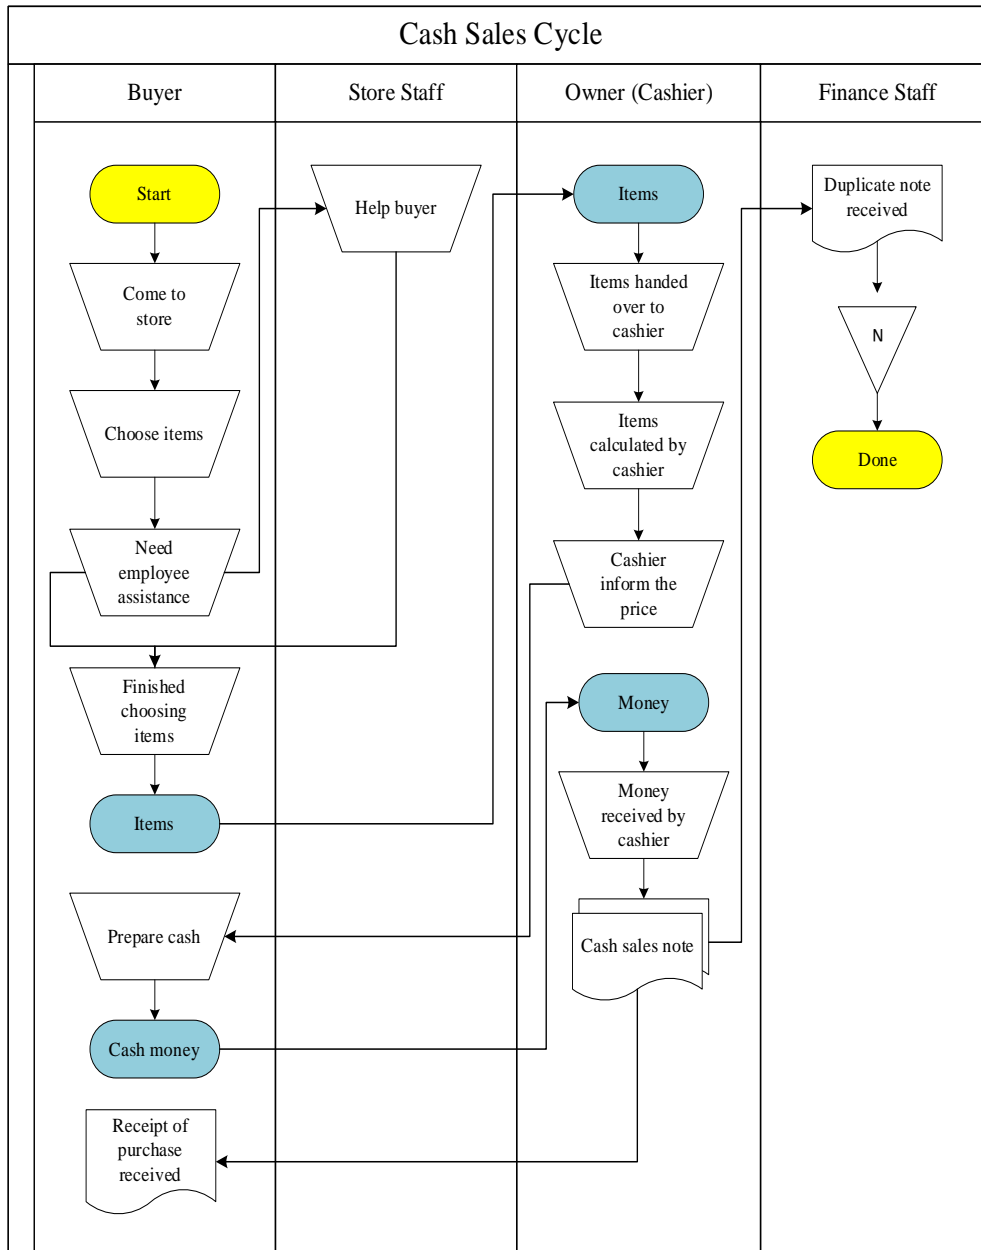 Cash Sales Cycle
Buyer
Store Staff
Owner (Cashier)
Finance Staff
Start
Come to
store
Choose items
Need
employee
assistance
Finished
choosing
items
Items
Prepare cash
Cash money
Receipt of
purchase
received
Help buyer
Items
Items handed
over to
cashier
Items
calculated by
cashier
Cashier
inform the
price
Money
Money
received by
cashier
Cash sales note
Duplicate note
received
N
Done